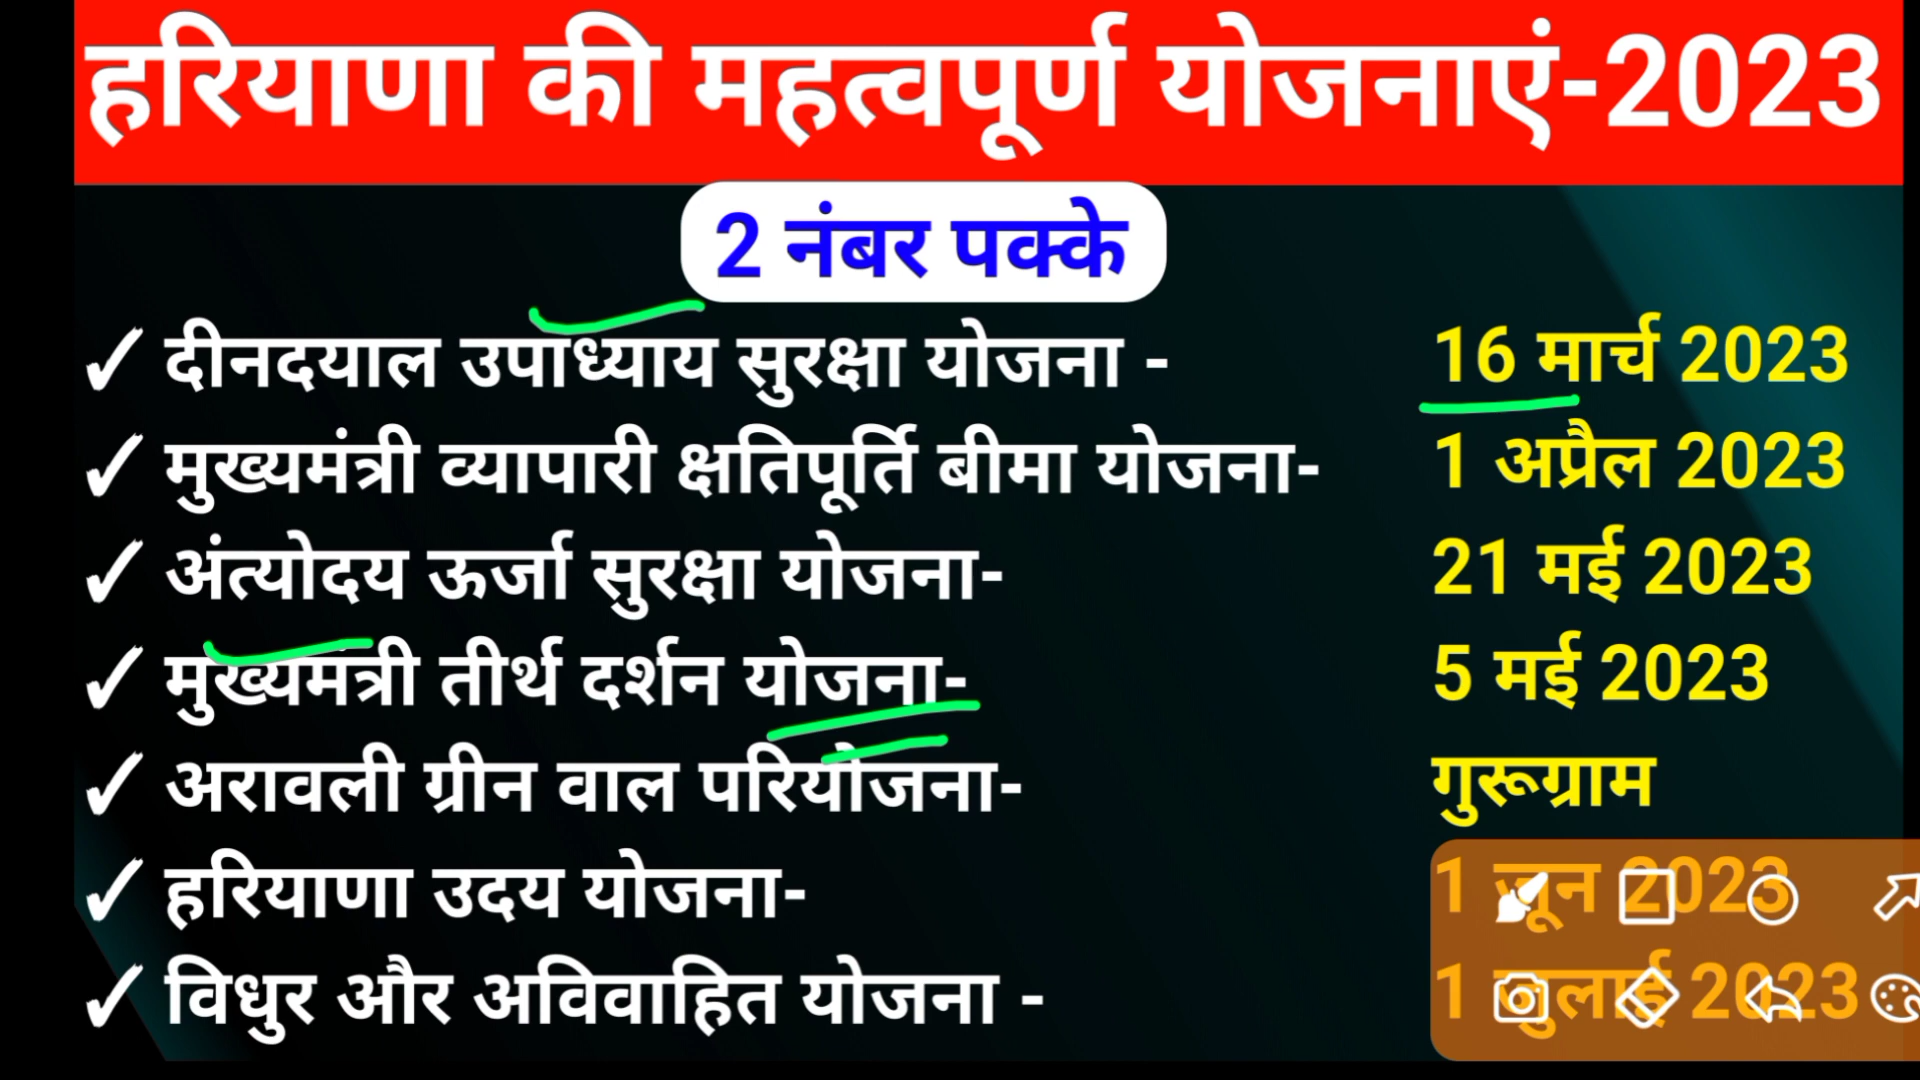 हरियाणा की महत्वपूर्ण योजनाएं-2023
2 नंबर पक्के
✓ दीनदयाल उपाध्याय सुरक्षा योजना - 16 मार्च 2023
✓ मुख्यमंत्री व्यापारी क्षतिपूर्ति बीमा योजना- 1 अप्रैल 2023
✓ अंत्योदय ऊर्जा सुरक्षा योजना- 21 मई 2023
✓ मुख्यमंत्री तीर्थ दर्शन योजना- 5 मई 2023
✓ अरावली ग्रीन वाल परियोजना- गुरूग्राम
✓ हरियाणा उदय योजना- 1 जून 2023
✓ विधुर और अविवाहित योजना - 1 जुलाई 2023